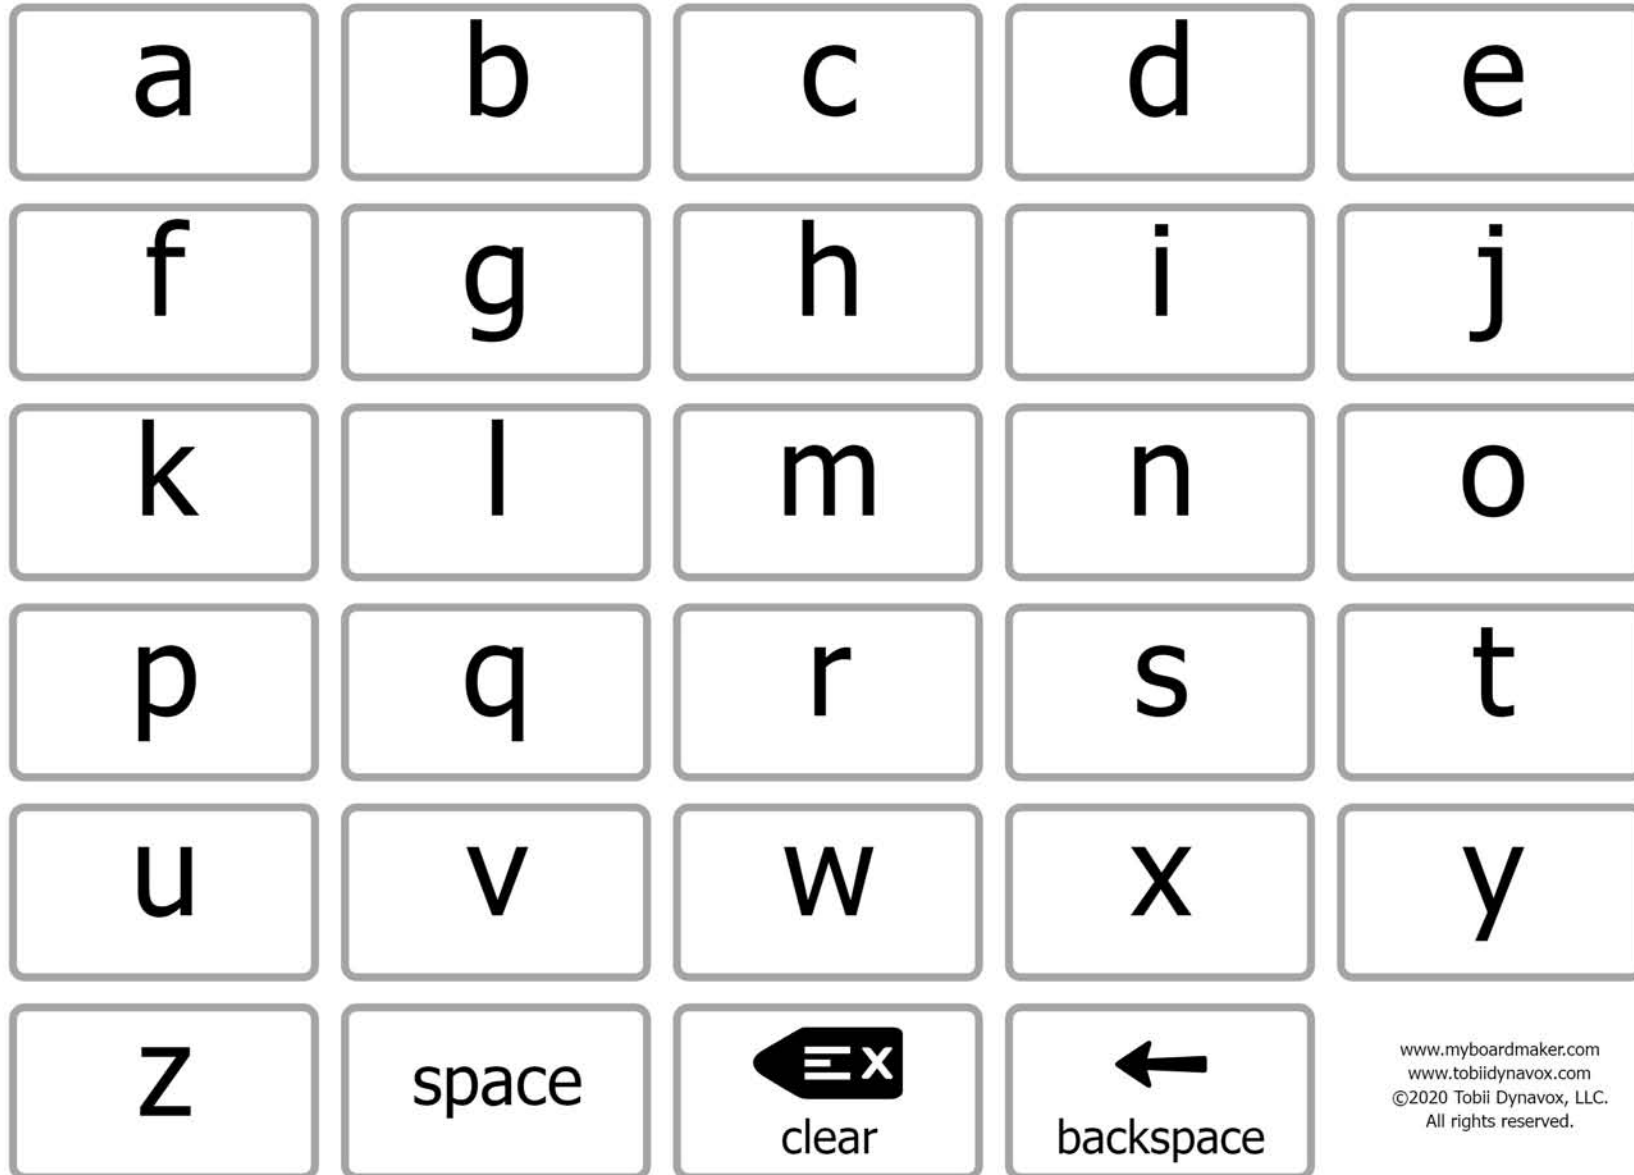 a b c d e
f g h i j
k l m n o
p q r s t
u v w x y
z space X clear backspace
www.myboardmaker.com
www.tobiidynavox.com
©2020 Tobii Dynavox, LLC.
All rights reserved.